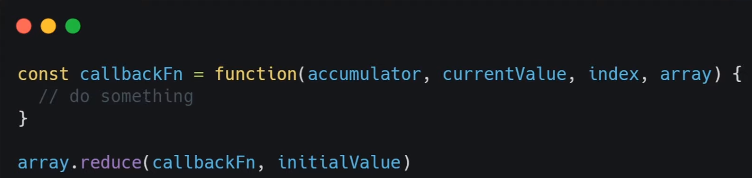 const callbackFn = function(accumulator, currentValue, index, array) {
  // do something
}
array.reduce(callbackFn, initialValue)